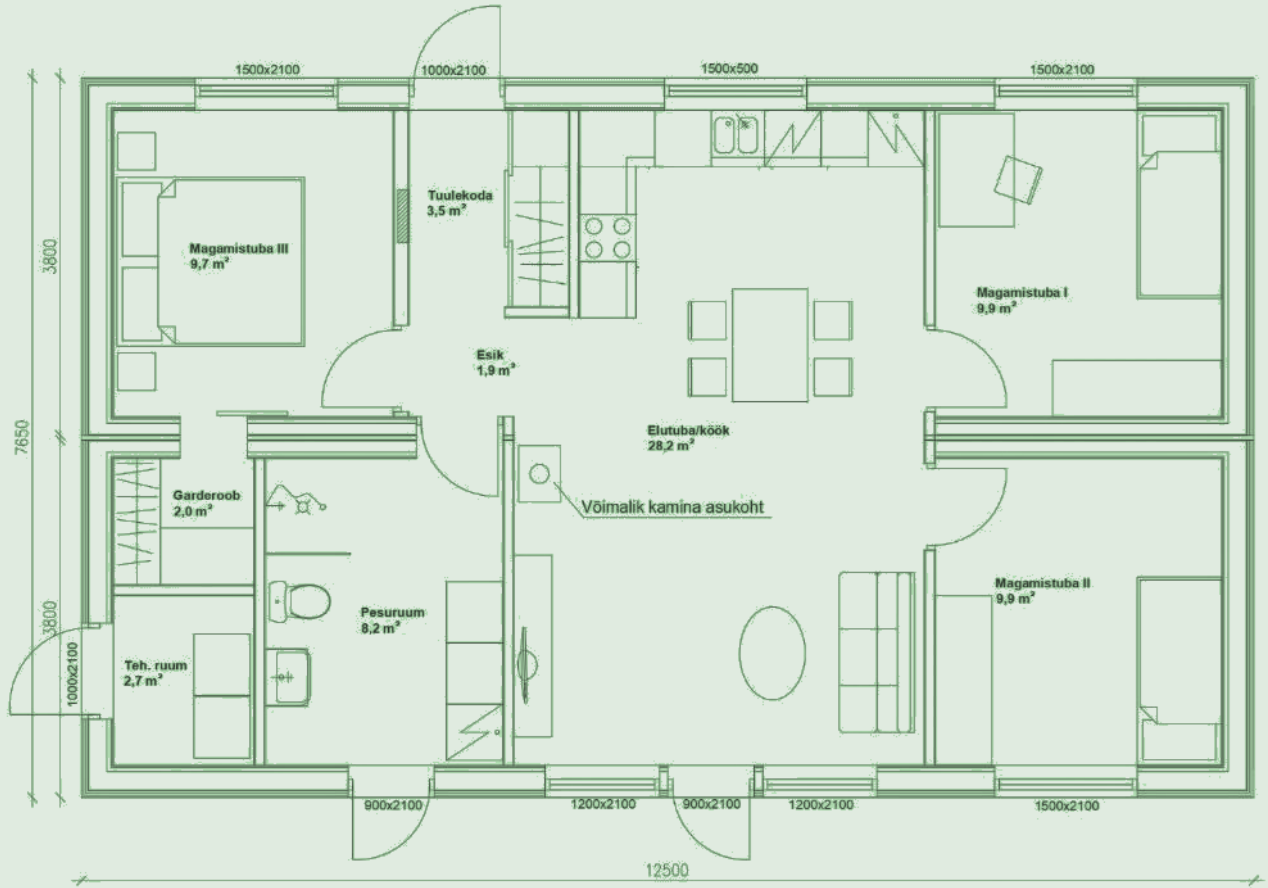 1500x2100
1000x2100
1500x500
1500x2100
Tuulekoda
3,5 m²
Magamistuba III
9,7 m²
3800
Magamistuba I
9,9 m²
Esik
1,9 m²
7650
Elutuba/köök
28,2 m²
Garderoob
2,0 m²
Võimalik kamina asukoht
Magamistuba II
9,9 m²
3800
Pesuruum
8,2 m²
1000x2100
Teh. ruum
2,7 m²
900x2100
1200x2100
900x2100
1200x2100
1500x2100
12500